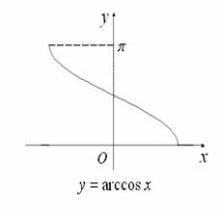 y
π
O
x
y = arccos x